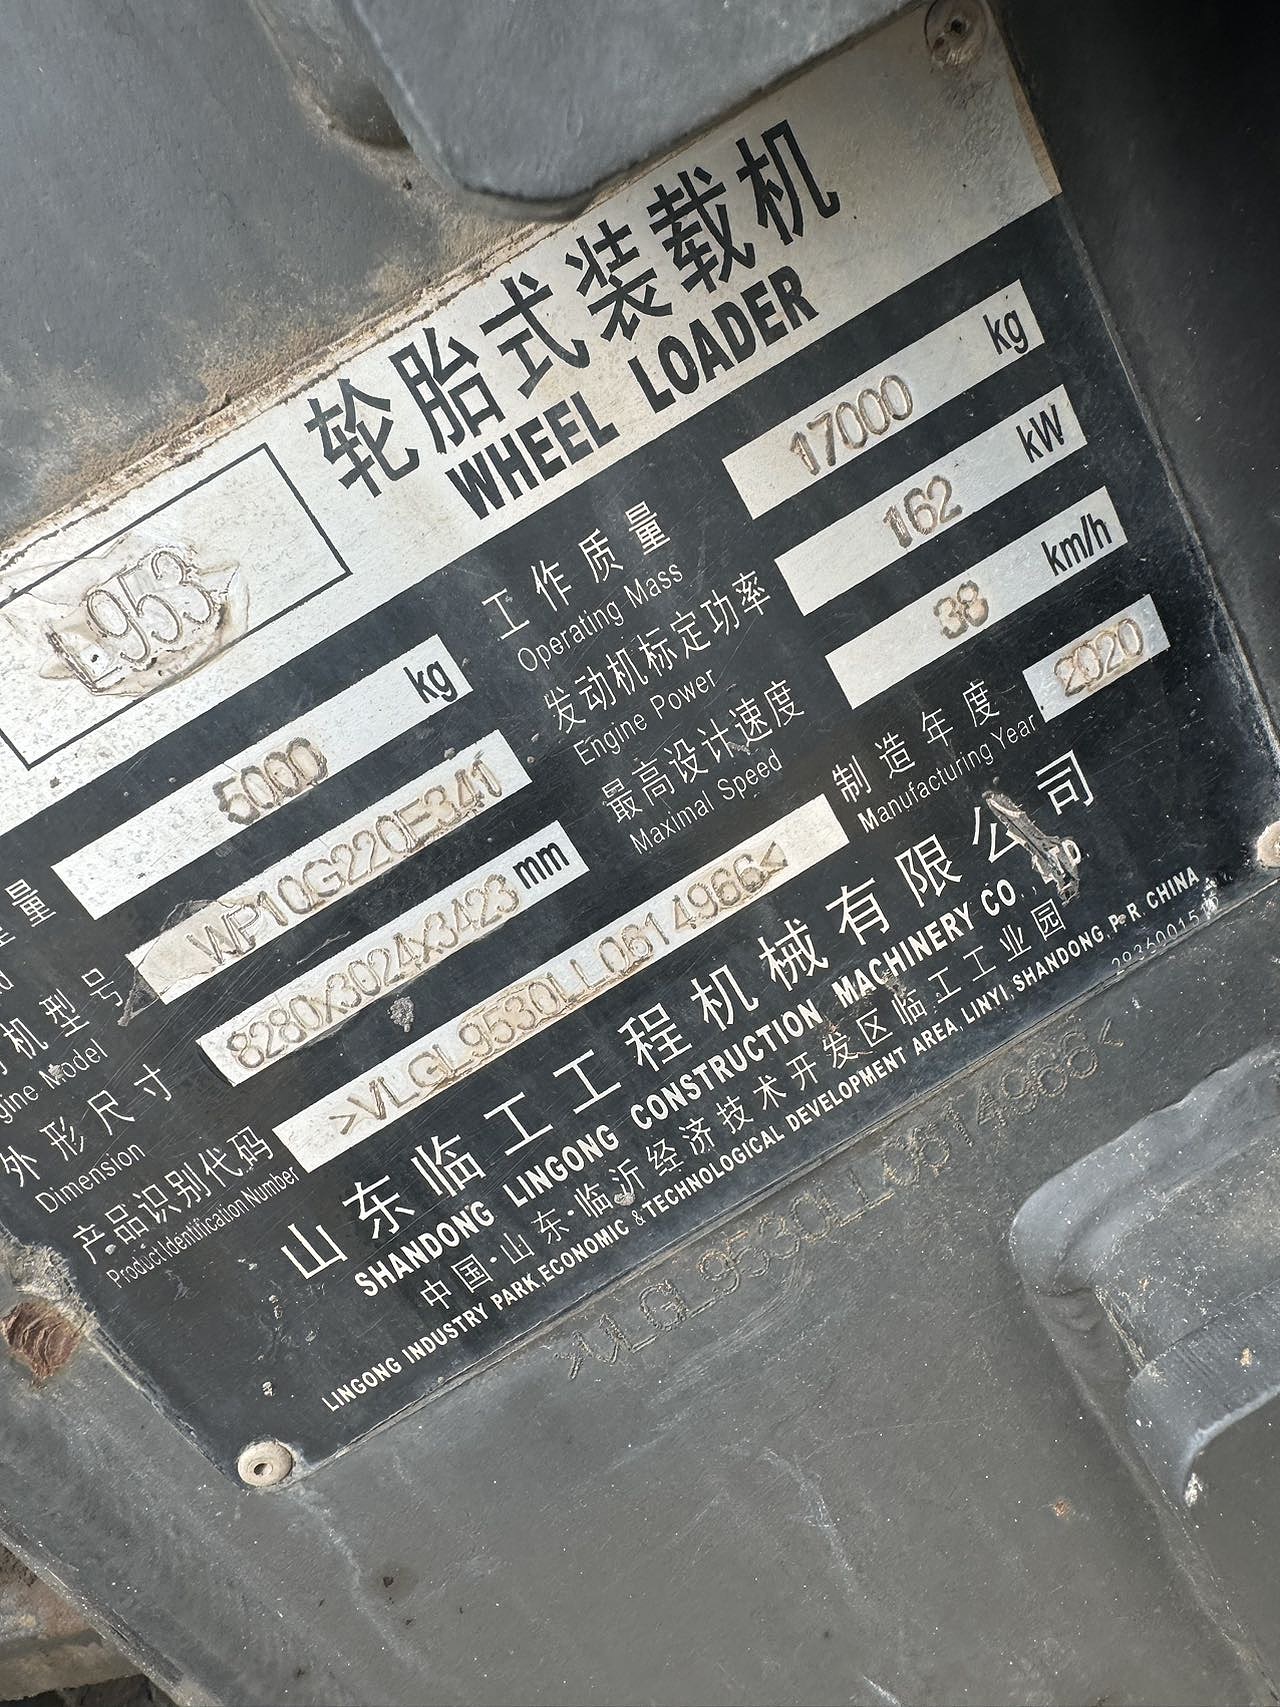 轮胎式装载机
WHEEL LOADER
L953
工作质量
Operating Mass
17000 kg
发动机标定功率
Engine Power
162 kW
最高设计速度
Maximal Speed
38 km/h
制造年度
Manufacturing Year
2020
量
5000 kg
机型号
gine Model
WP10G220E341
外形尺寸
Dimension
8280X3024X3423 mm
产品识别代码
Product Identification Number
>VLGL9530LL0614966<
山东临工工程机械有限公司
SHANDONG LINGONG CONSTRUCTION MACHINERY CO., LTD
中国·山东·临沂经济技术开发区临工工业园
LINGONG INDUSTRY PARK,ECONOMIC & TECHNOLOGICAL DEVELOPMENT AREA, LINYI, SHANDONG, P. R. CHINA
>VLGL9530LL0614966<